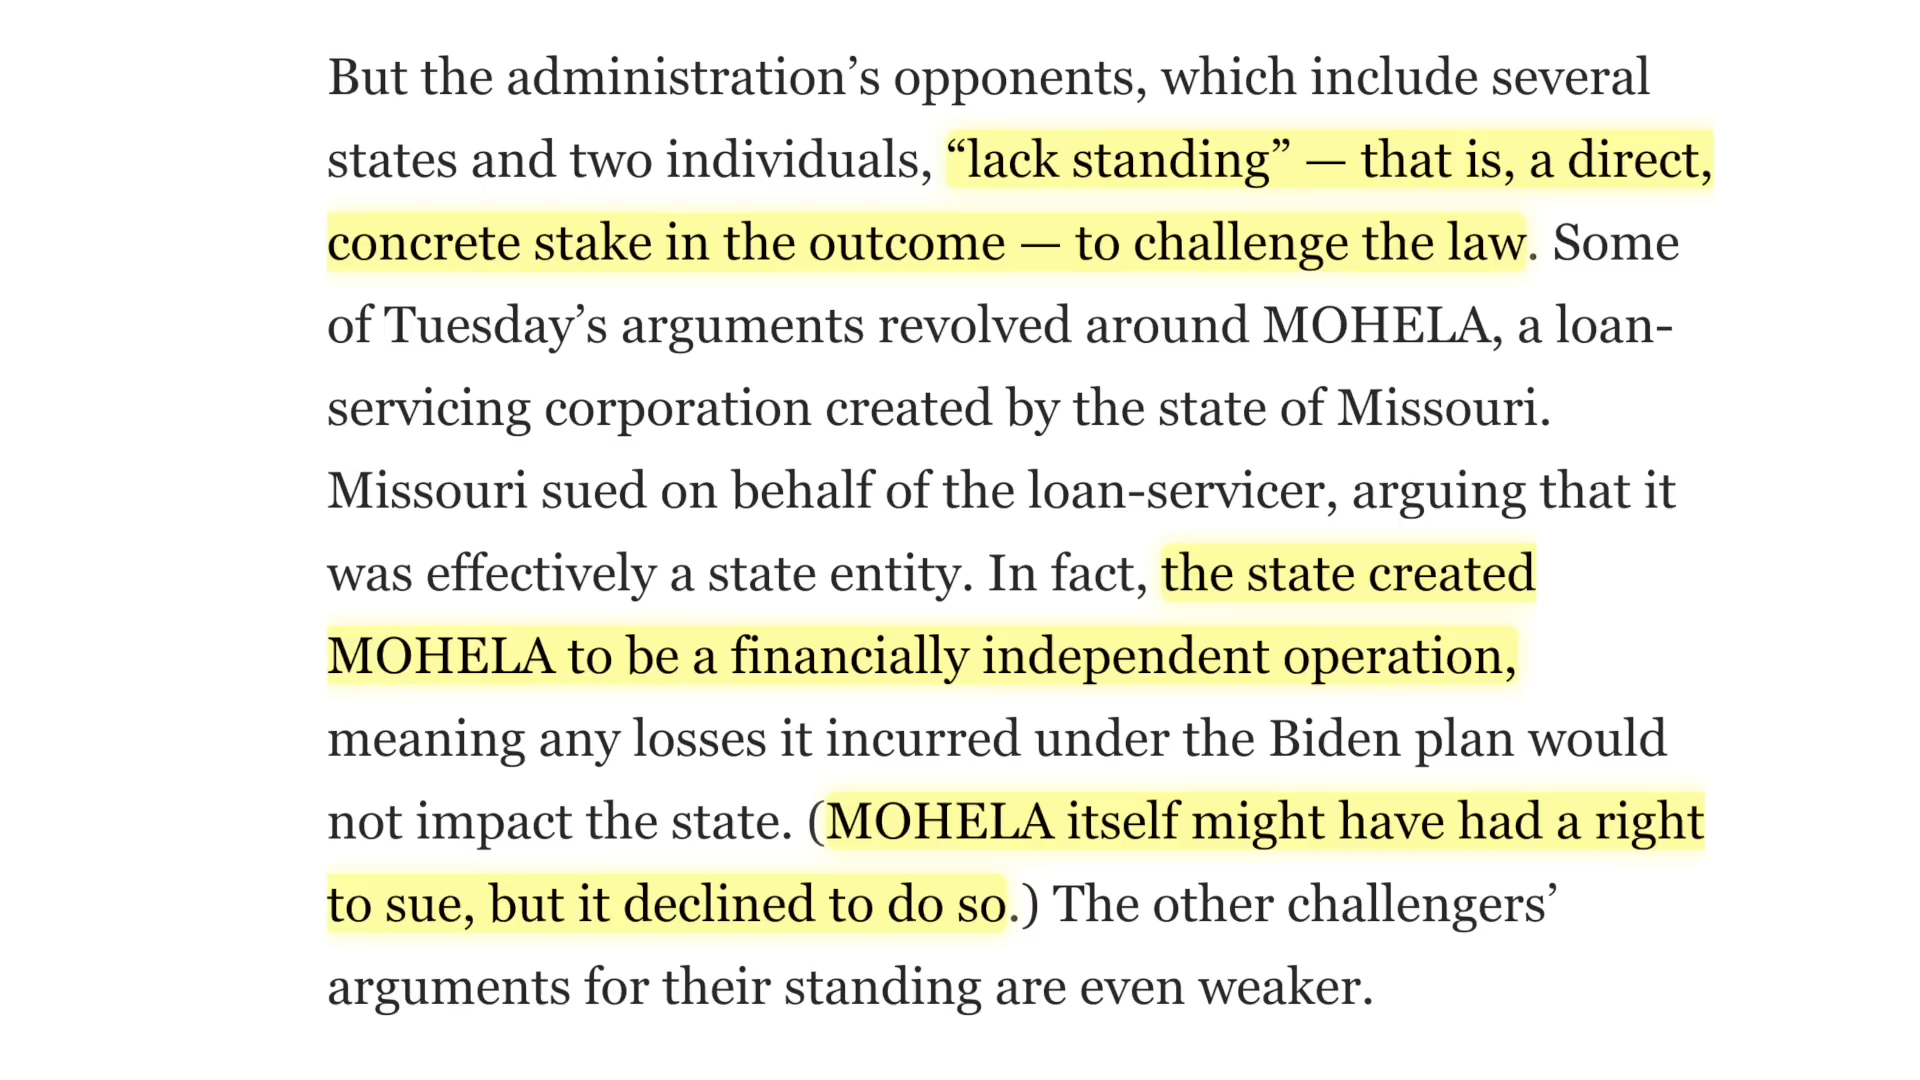 But the administration’s opponents, which include several
states and two individuals, “lack standing” — that is, a direct,
concrete stake in the outcome — to challenge the law. Some
of Tuesday’s arguments revolved around MOHELA, a loan-
servicing corporation created by the state of Missouri.
Missouri sued on behalf of the loan-servicer, arguing that it
was effectively a state entity. In fact, the state created
MOHELA to be a financially independent operation,
meaning any losses it incurred under the Biden plan would
not impact the state. (MOHELA itself might have had a right
to sue, but it declined to do so.) The other challengers’
arguments for their standing are even weaker.